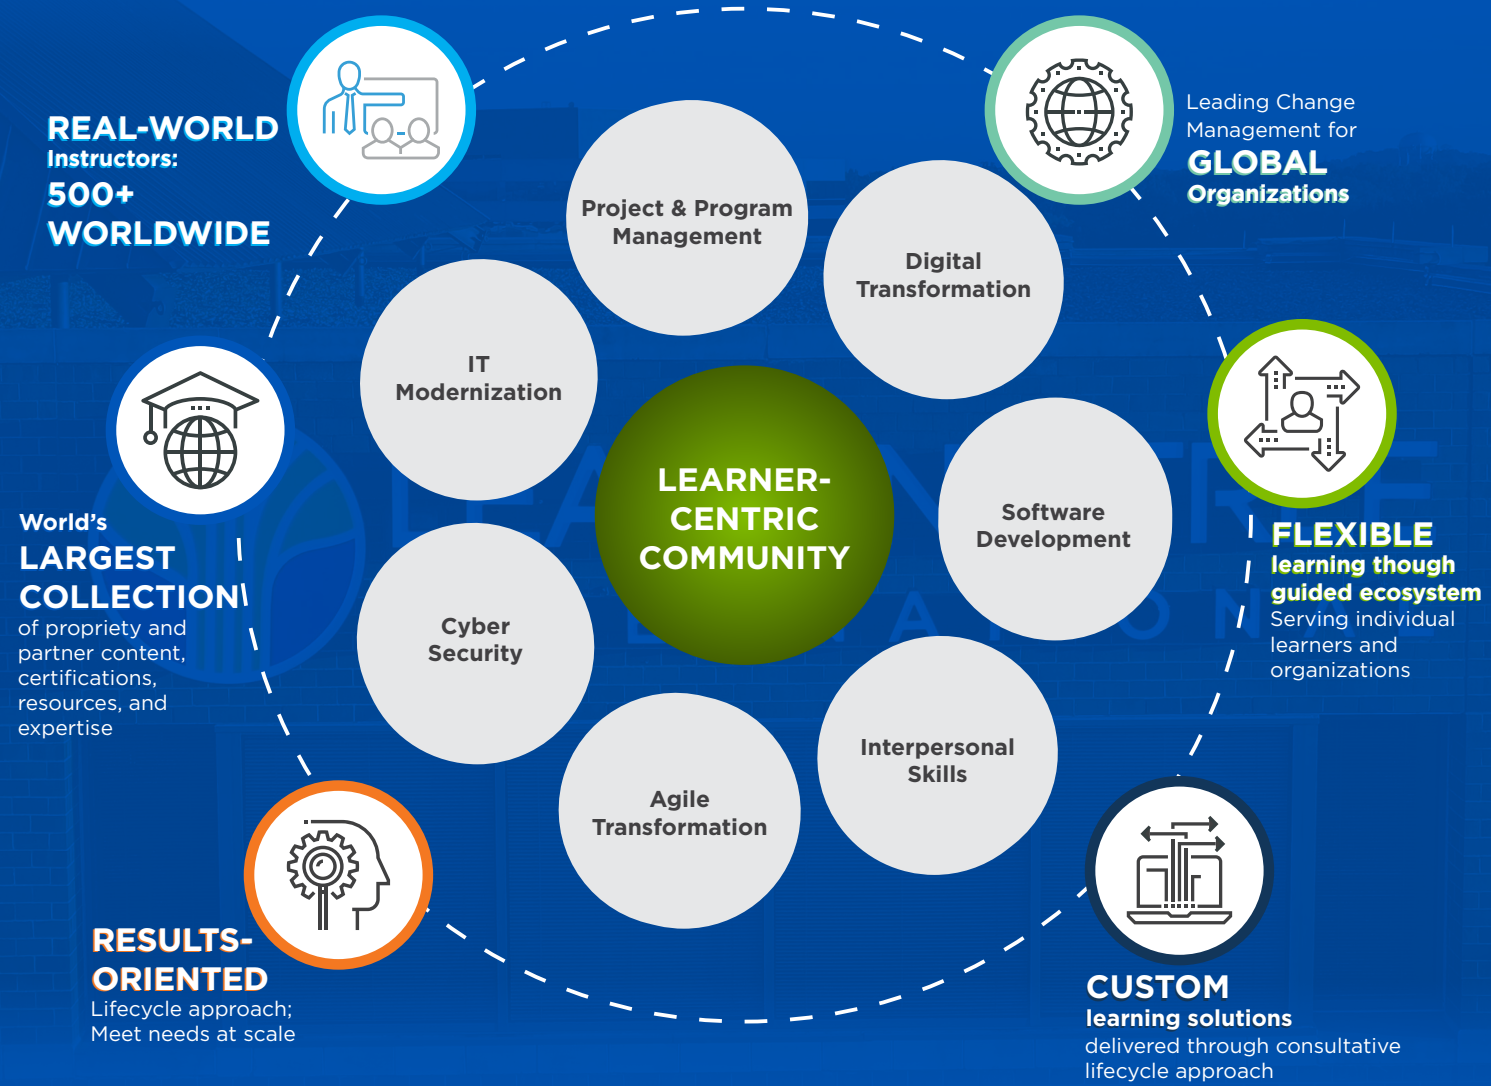 REAL-WORLD
Instructors:
500+
WORLDWIDE
Leading Change
Management for
GLOBAL
Organizations
Project & Program
Management
Digital
Transformation
IT
Modernization
LEARNER-
CENTRIC
COMMUNITY
Software
Development
World's
LARGEST
COLLECTION
of propriety and
partner content,
certifications,
resources, and
expertise
FLEXIBLE
learning though
guided ecosystem
Serving individual
learners and
organizations
Cyber
Security
Interpersonal
Skills
Agile
Transformation
RESULTS-
ORIENTED
Lifecycle approach;
Meet needs at scale
CUSTOM
learning solutions
delivered through consultative
lifecycle approach